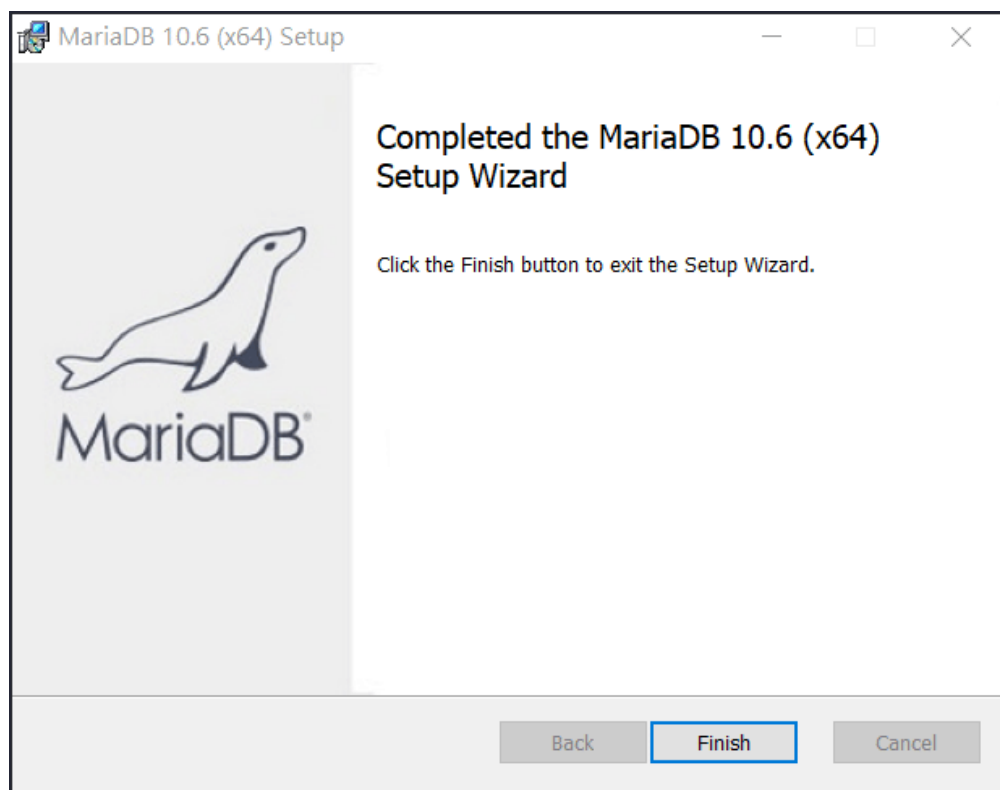 MariaDB 10.6 (x64) Setup
Completed the MariaDB 10.6 (x64)
Setup Wizard
Click the Finish button to exit the Setup Wizard.
MariaDB®
Back
Finish
Cancel